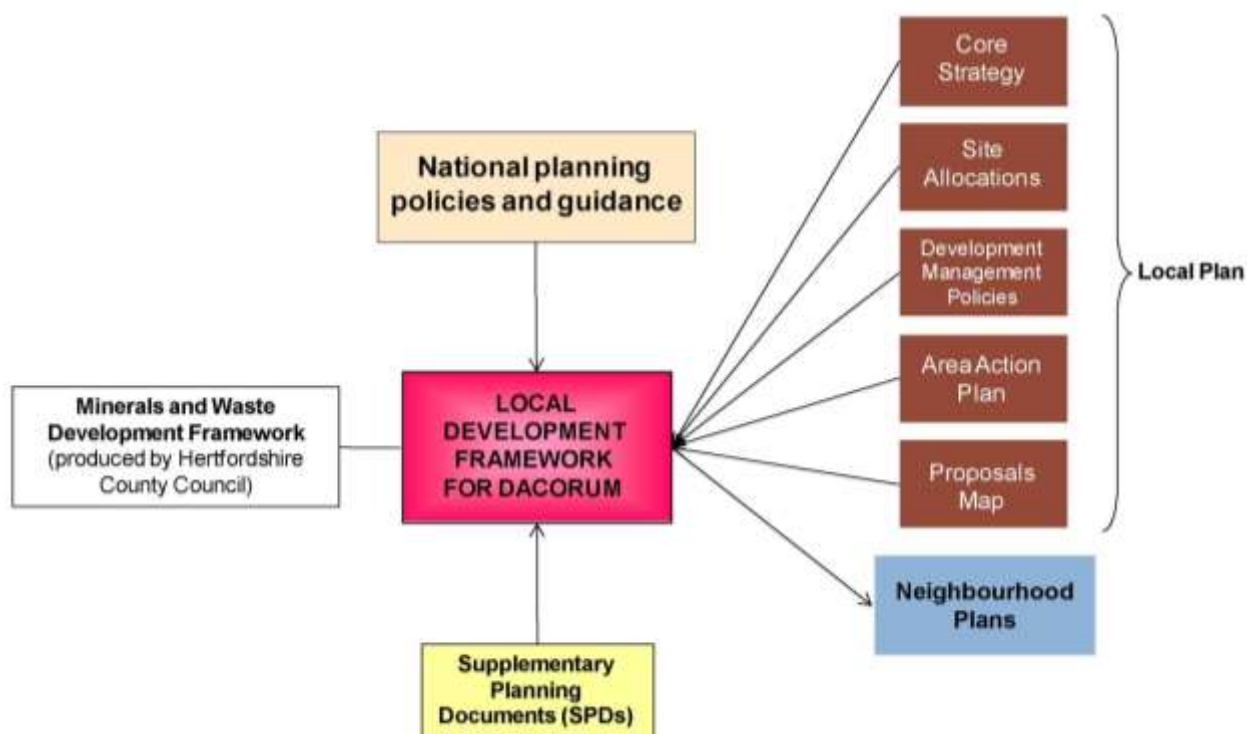 National planning
policies and guidance
Minerals and Waste
Development Framework
(produced by Hertfordshire
County Council)
LOCAL
DEVELOPMENT
FRAMEWORK
FOR DACORUM
Supplementary
Planning
Documents (SPDs)
Core
Strategy
Site
Allocations
Development
Management
Policies
Area Action
Plan
Proposals
Map
Local Plan
Neighbourhood
Plans